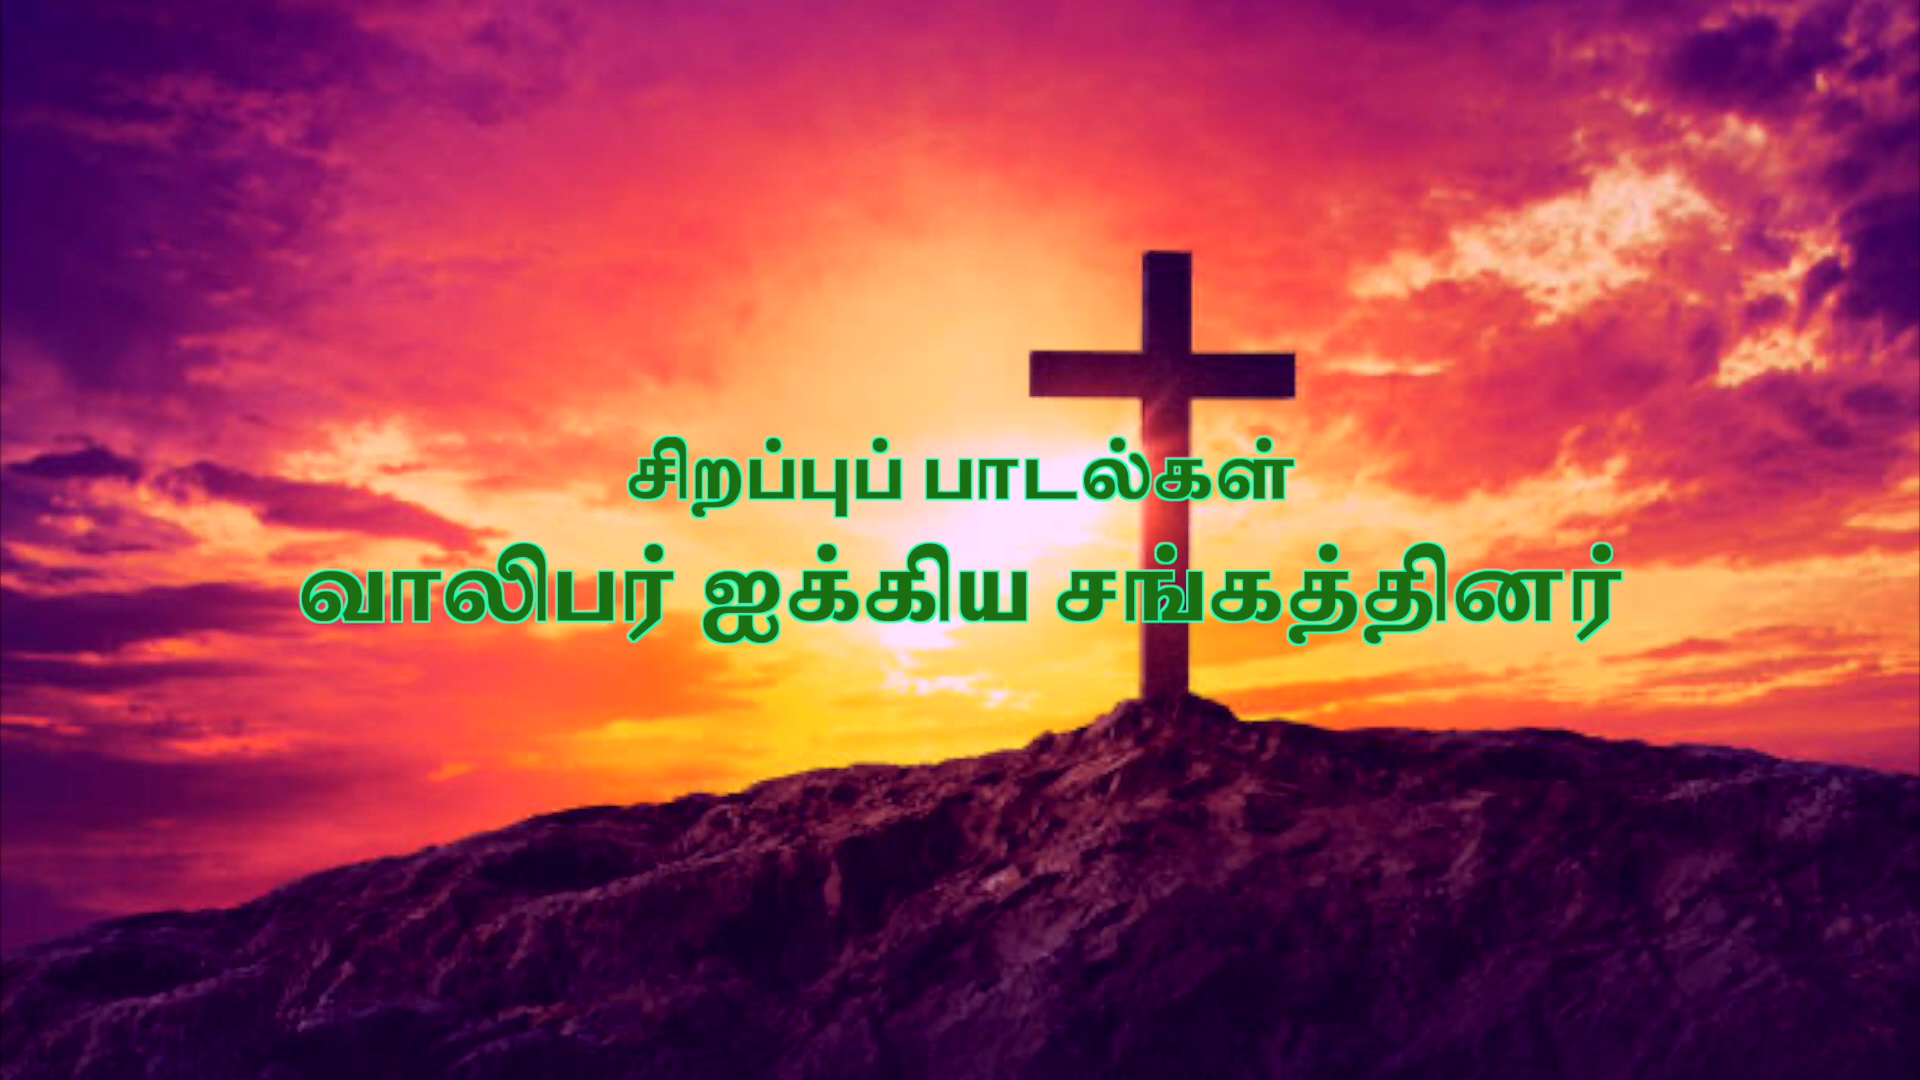 சிறப்புப் பாடல்கள்
வாலிபர் ஐக்கிய சங்கத்தினர்